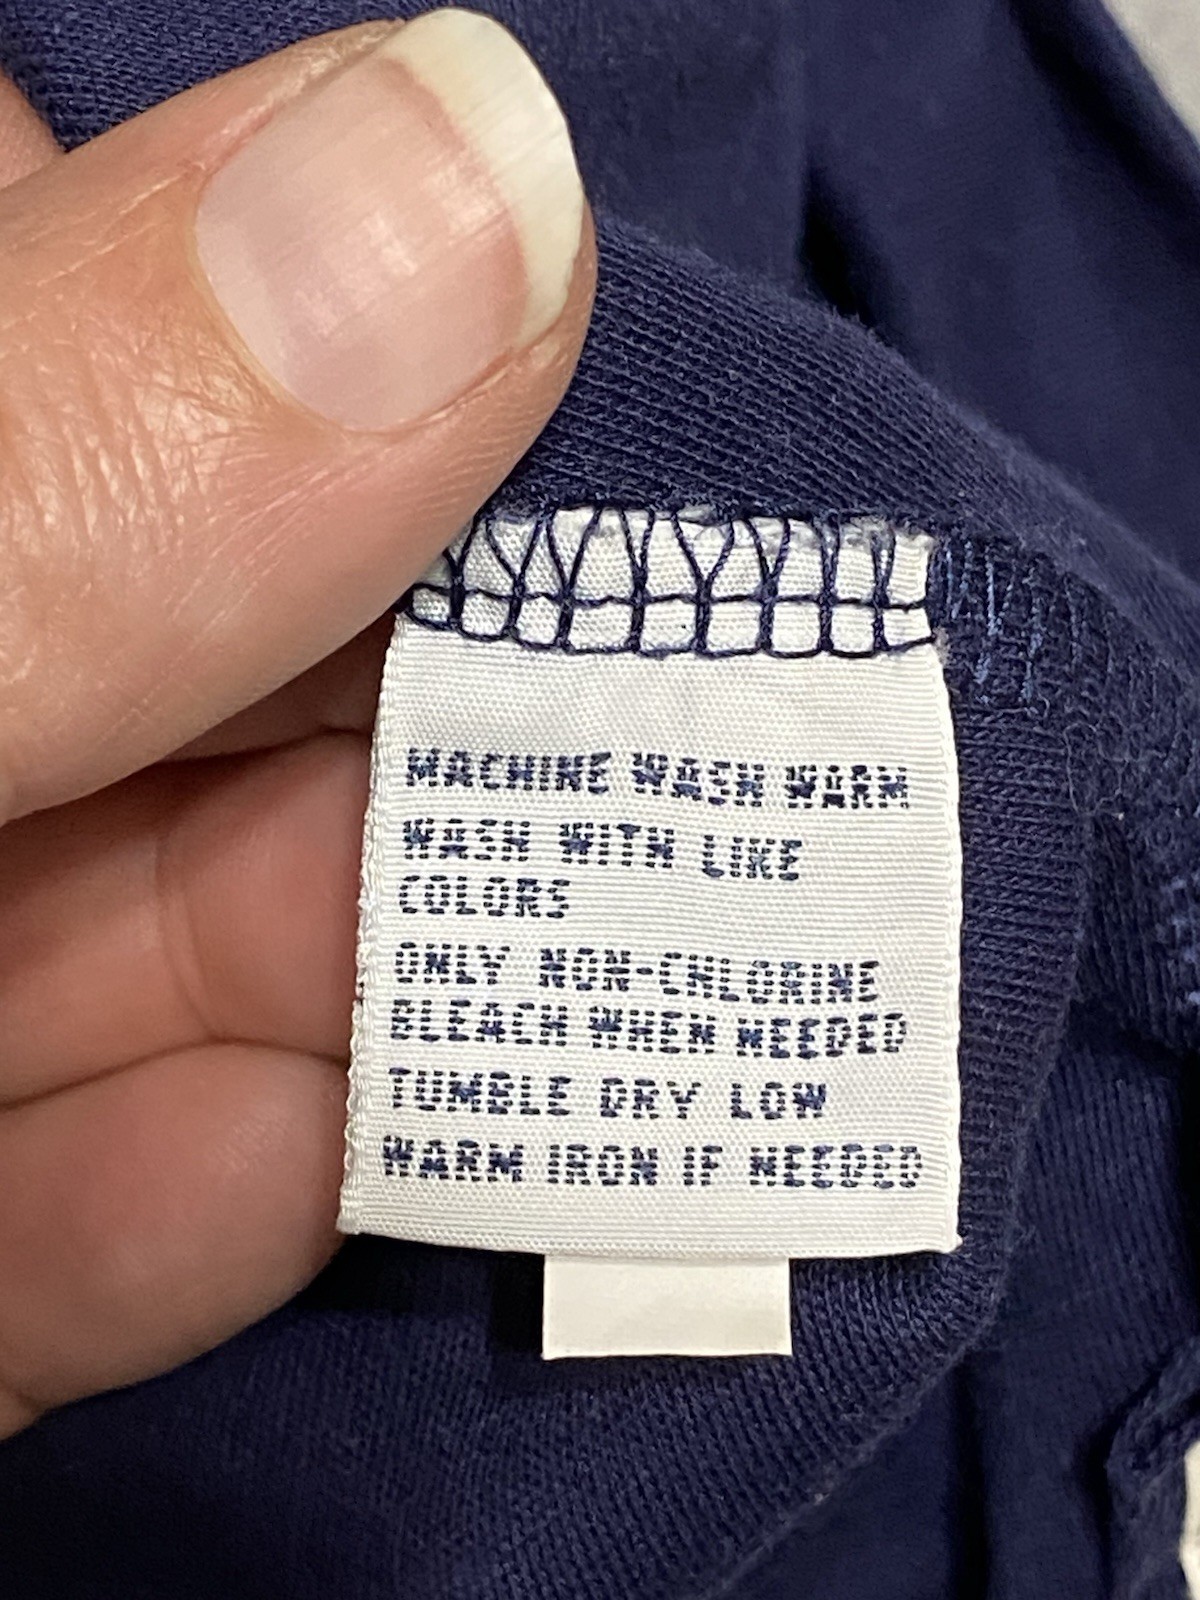 MACHINE WASH WARM
WASH WITH LIKE
COLORS
ONLY NON-CHLORINE
BLEACH WHEN NEEDED
TUMBLE DRY LOW
WARM IRON IF NEEDED